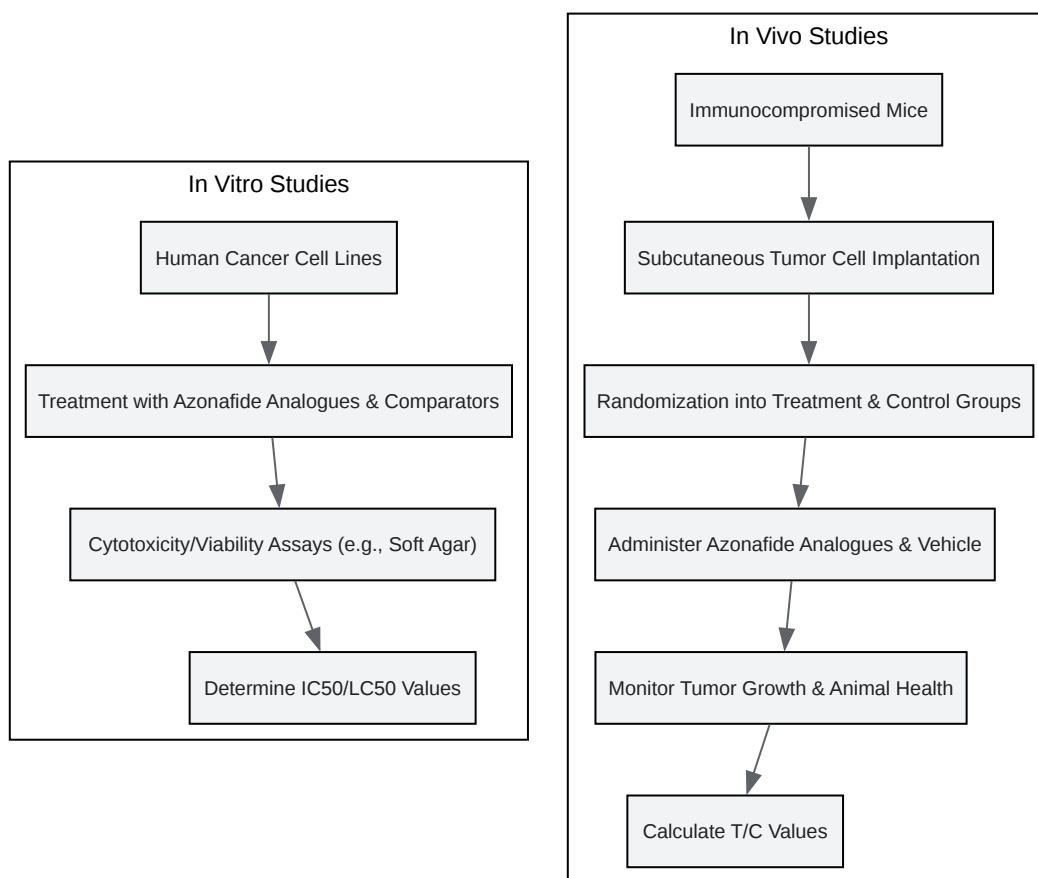 In Vitro Studies
Human Cancer Cell Lines
Treatment with Azonafide Analogues & Comparators
Cytotoxicity/Viability Assays (e.g., Soft Agar)
Determine IC50/LC50 Values
In Vivo Studies
Immunocompromised Mice
Subcutaneous Tumor Cell Implantation
Randomization into Treatment & Control Groups
Administer Azonafide Analogues & Vehicle
Monitor Tumor Growth & Animal Health
Calculate T/C Values